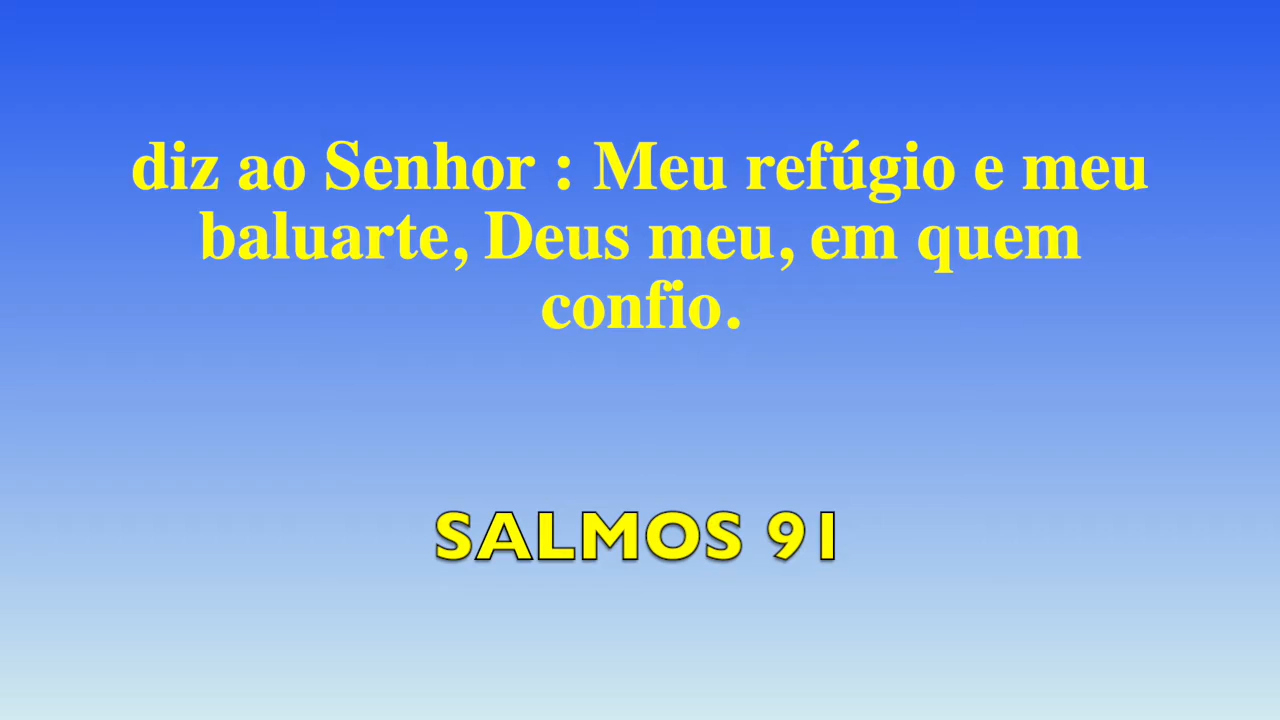 diz ao Senhor : Meu refúgio e meu
baluarte, Deus meu, em quem
confio.
SALMOS 91